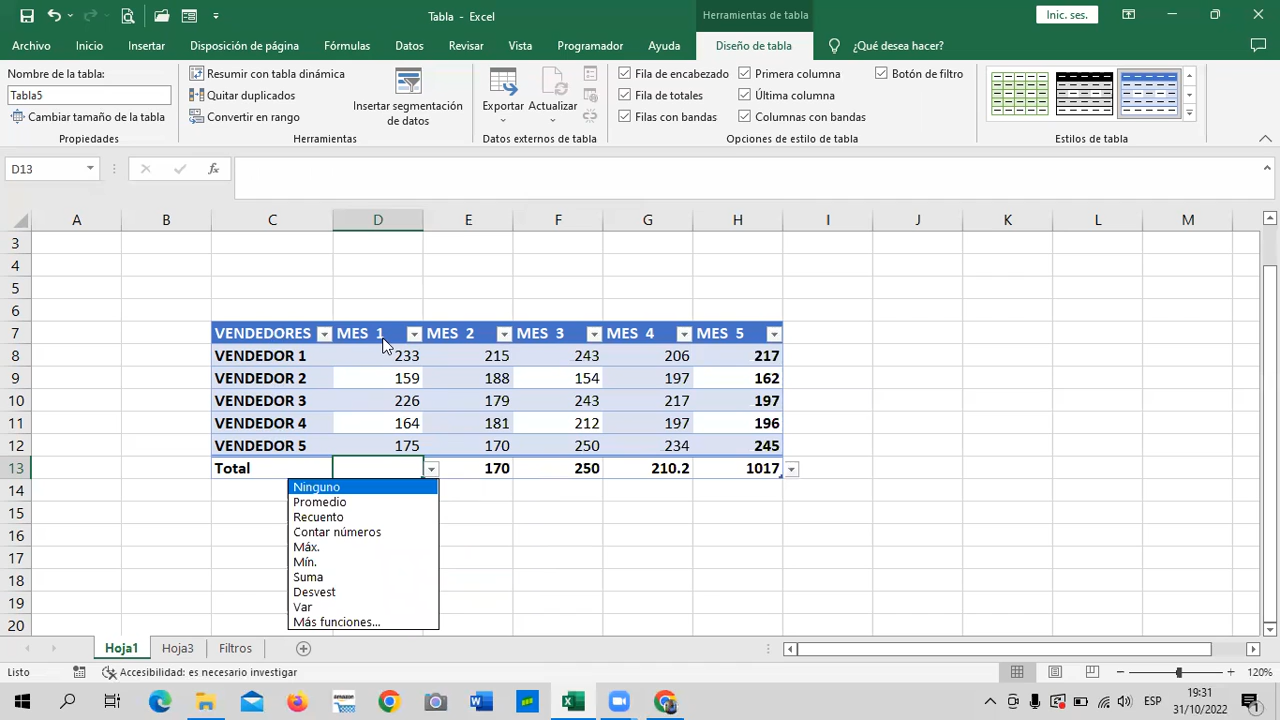 Tabla - Excel
Herramientas de tabla
Inic. ses.
Archivo Inicio Insertar Disposición de página Fórmulas Datos Revisar Vista Programador Ayuda Diseño de tabla ¿Qué desea hacer?
Nombre de la tabla:
Tabla5
Cambiar tamaño de la tabla
Propiedades
Resumir con tabla dinámica
Quitar duplicados
Convertir en rango
Insertar segmentación
de datos
Herramientas
Exportar Actualizar
Datos externos de tabla
Fila de encabezado Primera columna Botón de filtro
Fila de totales Última columna
Filas con bandas Columnas con bandas
Opciones de estilo de tabla
Estilos de tabla
D13
fx
A B C D E F G H I J K L M
3
4
5
6
7 VENDEDORES MES 1 MES 2 MES 3 MES 4 MES 5
8 VENDEDOR 1 233 215 243 206 217
9 VENDEDOR 2 159 188 154 197 162
10 VENDEDOR 3 226 179 243 217 197
11 VENDEDOR 4 164 181 212 197 196
12 VENDEDOR 5 175 170 250 234 245
13 Total 170 250 210.2 1017
14
15
16
17
18
19
20
Ninguno
Promedio
Recuento
Contar números
Máx.
Mín.
Suma
Desvest
Var
Más funciones...
Hoja1 Hoja3 Filtros
Listo
Accesibilidad: es necesario investigar
120%
amazon
ESP
19:31
31/10/2022